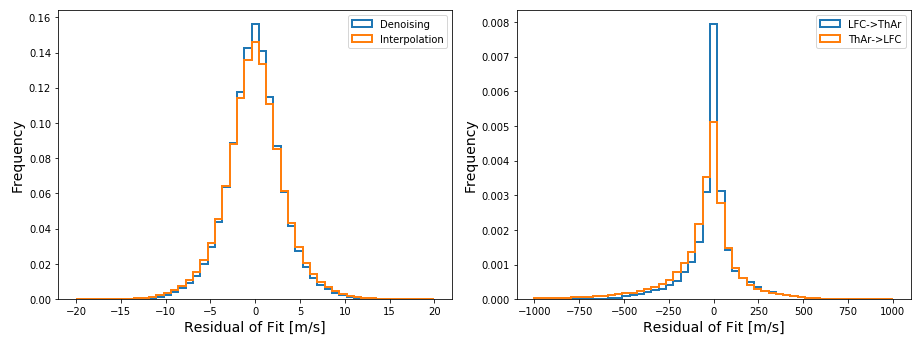 0.16
0.14
0.12
0.10
0.08
0.06
0.04
0.02
0.00
Frequency
Denoising
Interpolation
−20 −15 −10 −5 0 5 10 15 20
Residual of Fit [m/s]
0.008
0.007
0.006
0.005
0.004
0.003
0.002
0.001
0.000
Frequency
LFC->ThAr
ThAr->LFC
−1000 −750 −500 −250 0 250 500 750 1000
Residual of Fit [m/s]